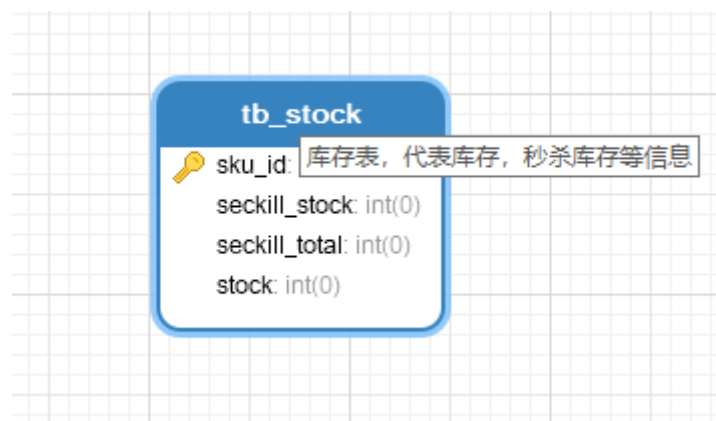 tb_stock
sku_id: 库存表，代表库存，秒杀库存等信息
seckill_stock: int(0)
seckill_total: int(0)
stock: int(0)